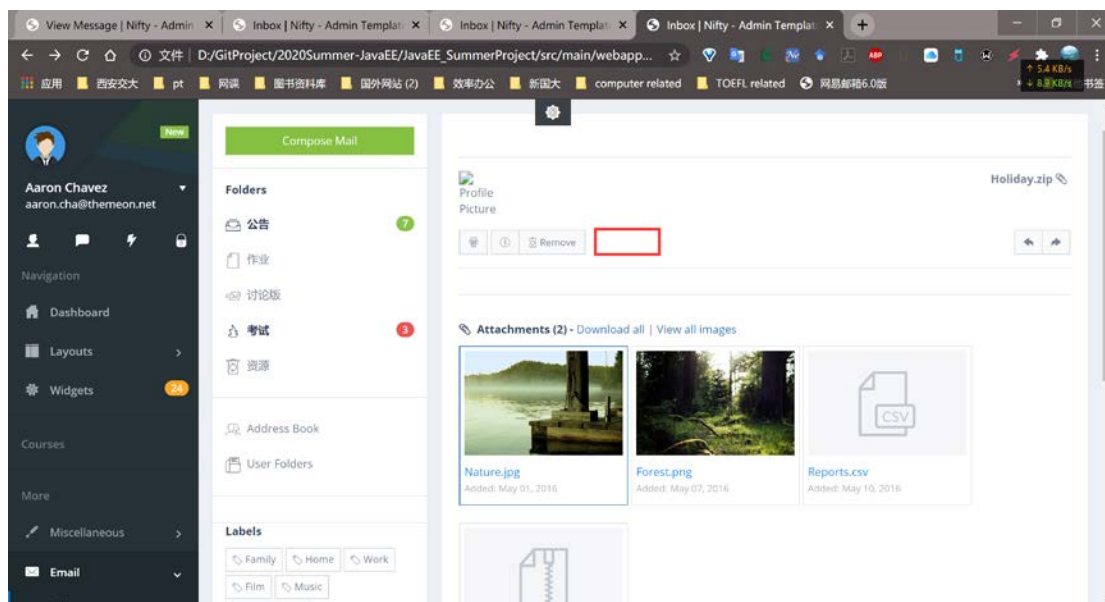 View Message | Nifty - Admin
Inbox | Nifty - Admin Templat
Inbox | Nifty - Admin Templat
Inbox | Nifty - Admin Templat
文件
D:/GitProject/2020Summer-JavaEE/JavaEE_SummerProject/src/main/webapp...
ABP
应用
西安交大
pt
网课
图书资料库
国外网站 (2)
效率办公
新国大
computer related
TOEFL related
网易邮箱6.0版
↑ 5.4 KB/s
书签
New
Aaron Chavez
aaron.cha@themeon.net
Navigation
Dashboard
Layouts
Widgets
24
Courses
More
Miscellaneous
Email
Compose Mail
Folders
公告
7
作业
讨论版
考试
3
资源
Address Book
User Folders
Labels
Family
Home
Work
Film
Music
Profile
Picture
Holiday.zip
Remove
Attachments (2) - Download all | View all images
CSV
Nature.jpg
Added: May 01, 2016
Forest.png
Added: May 07, 2016
Reports.csv
Added: May 10, 2016